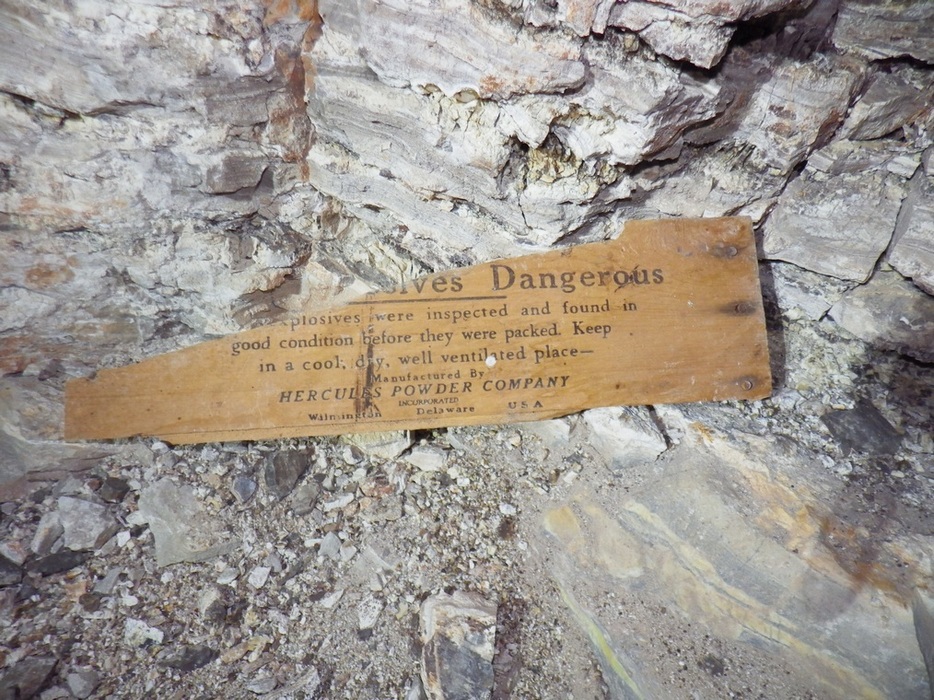 sives Dangerous
xplosives were inspected and found in
good condition before they were packed. Keep
in a cool, dry, well ventilated place—
Manufactured By
HERCULES POWDER COMPANY
INCORPORATED
Wilmington Delaware USA